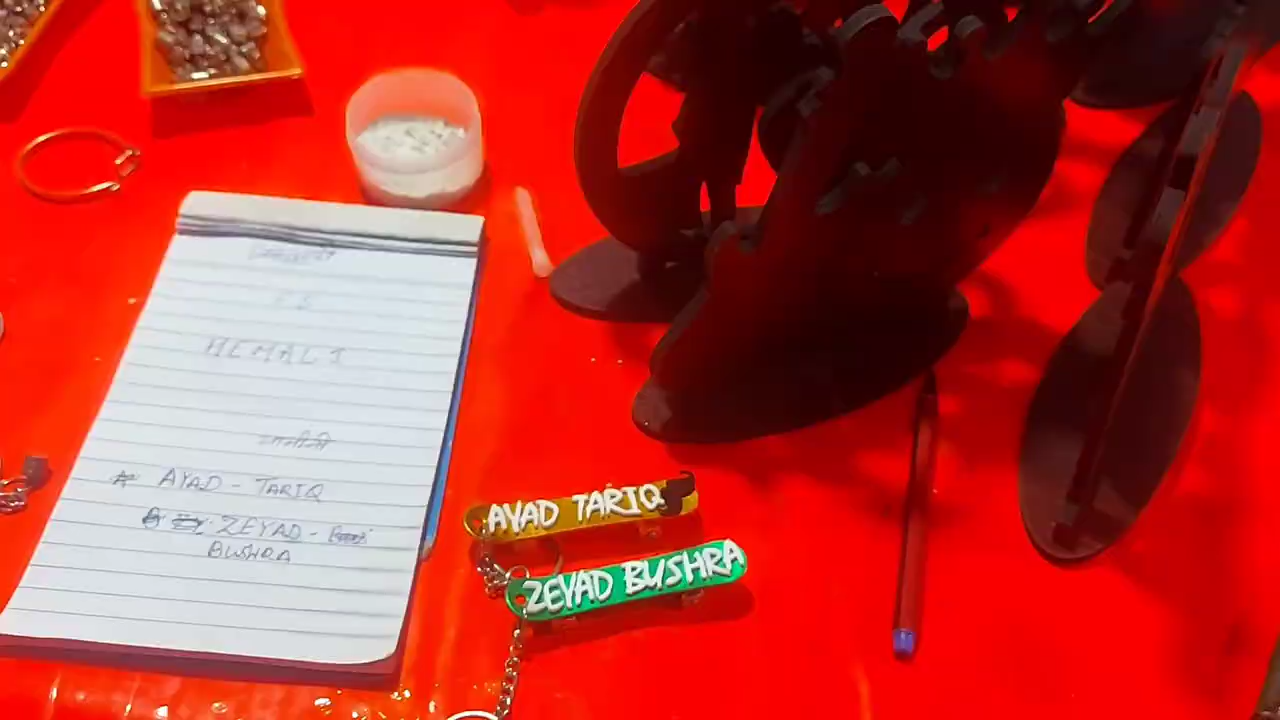 HEMALI
AYAD - TARIQ
ZEYAD -
BUSHRA
AYAD TARIQ
ZEYAD BUSHRA